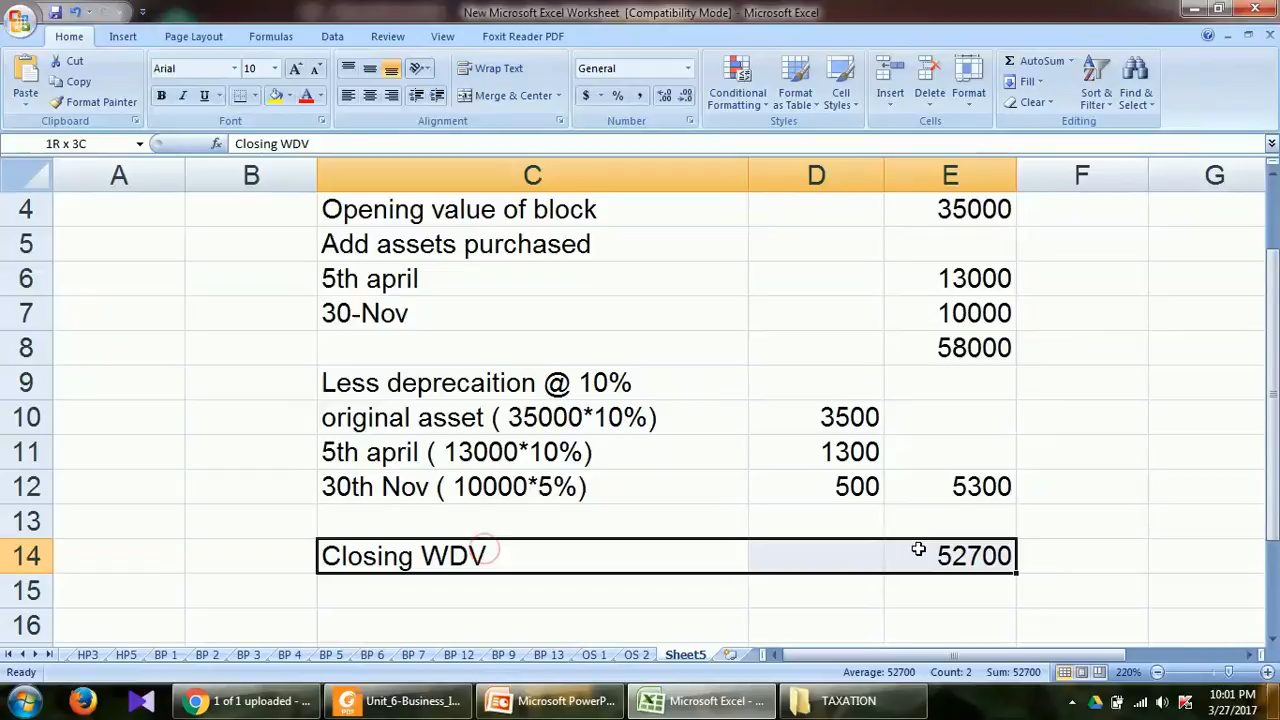 New Microsoft Excel Worksheet [Compatibility Mode] - Microsoft Excel
Home Insert Page Layout Formulas Data Review View Foxit Reader PDF
Paste Cut Copy Format Painter Clipboard
Arial 10 A A B I U A Font
Wrap Text Merge & Center Alignment
General $ % , Number
Conditional Formatting Format as Table Cell Styles Styles
Insert Delete Format Cells
Σ AutoSum Fill Clear Sort & Filter Find & Select Editing
1R x 3C fx Closing WDV
A B C D E F G
4 Opening value of block 35000
5 Add assets purchased
6 5th april 13000
7 30-Nov 10000
8 58000
9 Less deprecaition @ 10%
10 original asset ( 35000*10%) 3500
11 5th april ( 13000*10%) 1300
12 30th Nov ( 10000*5%) 500 5300
13
14 Closing WDV 52700
15
16
HP3 HP5 BP 1 BP 2 BP 3 BP 4 BP 5 BP 6 BP 7 BP 12 BP 9 BP 13 OS 1 OS 2 Sheet5
Ready Average: 52700 Count: 2 Sum: 52700 220%
1 of 1 uploaded - ... Unit_6-Business_I... Microsoft PowerP... Microsoft Excel - ... TAXATION 10:01 PM
3/27/2017